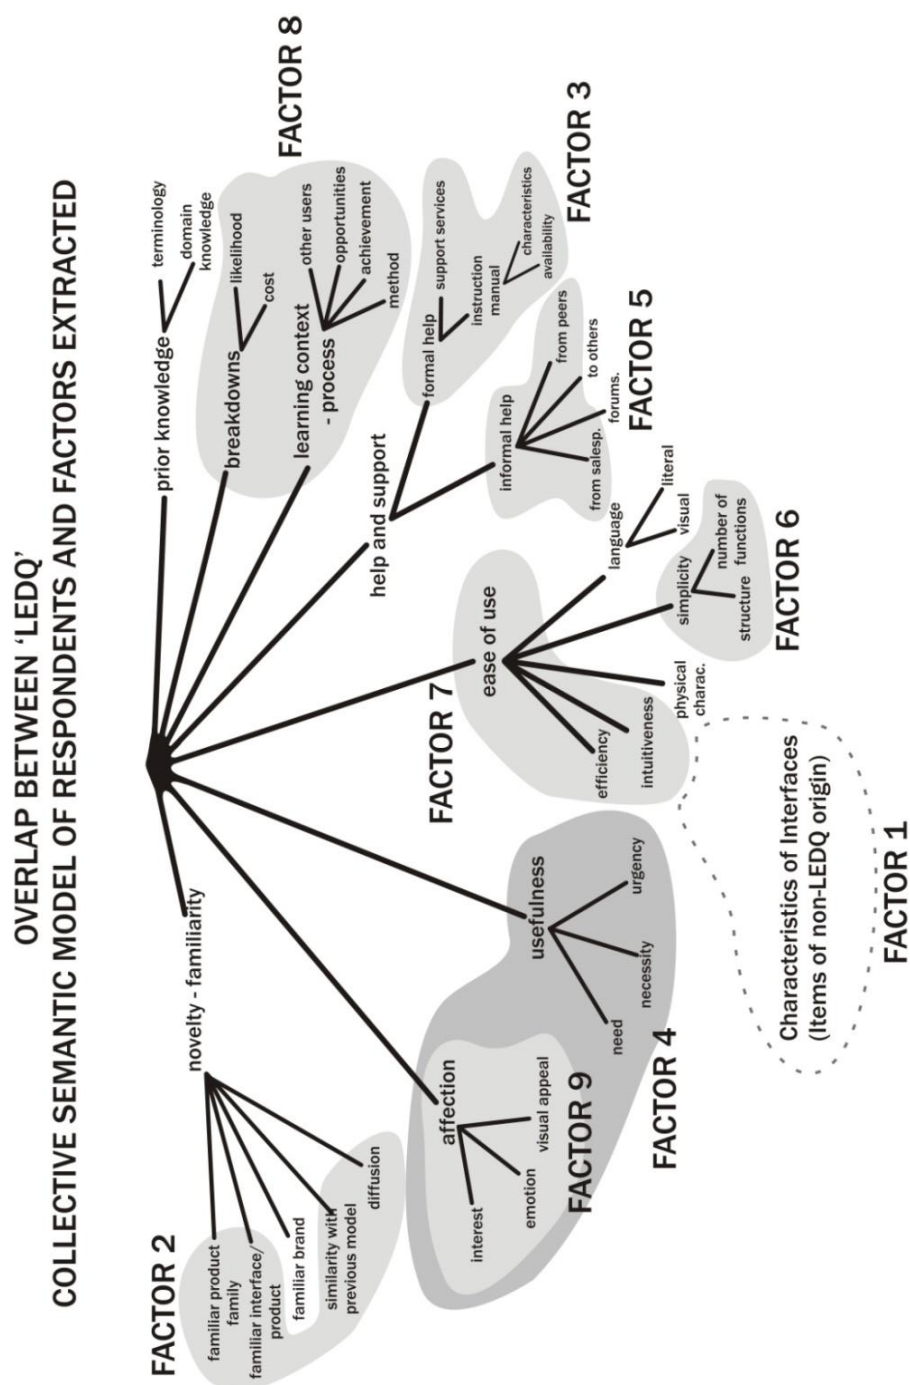 OVERLAP BETWEEN ‘LEDQ’
COLLECTIVE SEMANTIC MODEL OF RESPONDENTS AND FACTORS EXTRACTED
FACTOR 2
familiar product
family
familiar interface/
product
familiar brand
similarity with
previous model
diffusion
novelty - familiarity
affection
interest
emotion
visual appeal
FACTOR 9
FACTOR 4
usefulness
need
necessity
urgency
FACTOR 7
ease of use
efficiency
intuitiveness
physical
charac.
simplicity
structure
number of
functions
FACTOR 6
language
visual
literal
Characteristics of Interfaces
(Items of non-LEDQ origin)
FACTOR 1
help and support
informal help
from salesp.
forums.
to others
from peers
FACTOR 5
formal help
support services
instruction
manual
characteristics
availability
FACTOR 3
learning context
- process
other users
opportunities
achievement
method
breakdowns
likelihood
cost
FACTOR 8
prior knowledge
terminology
domain
knowledge